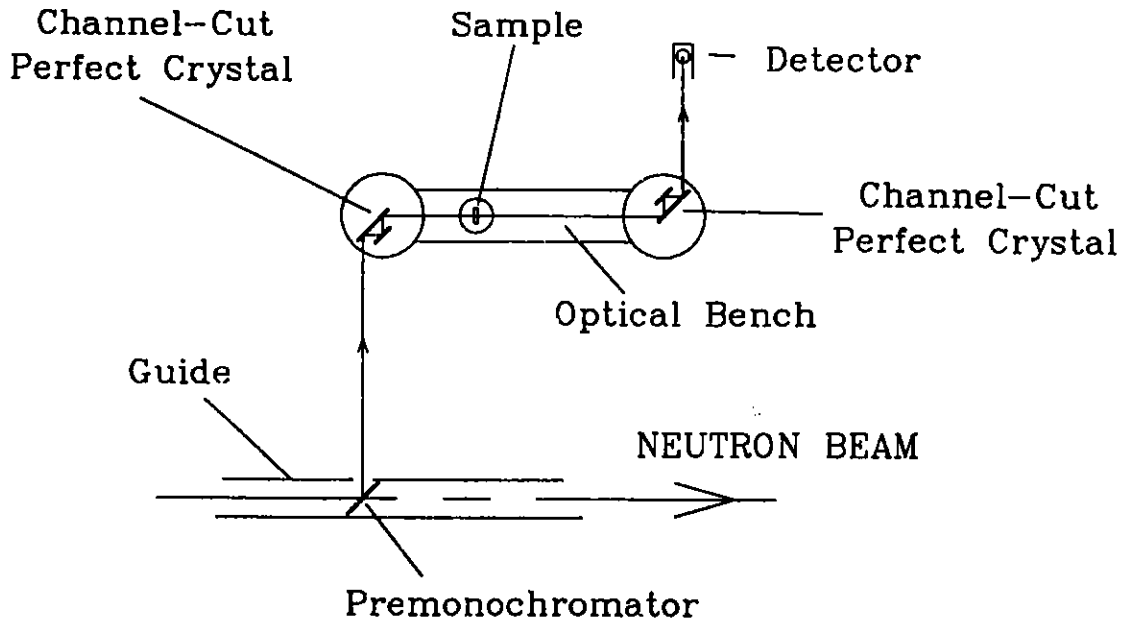 Channel-Cut
Perfect Crystal
Sample
Detector
Channel-Cut
Perfect Crystal
Optical Bench
Guide
NEUTRON BEAM
Premonochromator